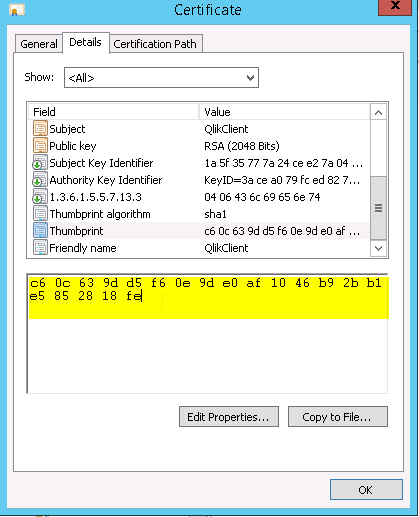 Certificate
x
General Details Certification Path
Show: <All>
Field Value
Subject QlikClient
Public key RSA (2048 Bits)
Subject Key Identifier 1a 5f 35 77 7a 24 ce e2 7a 04 ...
Authority Key Identifier KeyID=3a ce a0 79 fc ed 82 7...
1.3.6.1.5.5.7.13.3 04 06 43 6c 69 65 6e 74
Thumbprint algorithm sha1
Thumbprint c6 0c 63 9d d5 f6 0e 9d e0 af ...
Friendly name QlikClient
c6 0c 63 9d d5 f6 0e 9d e0 af 10 46 b9 2b b1
e5 85 28 18 fe
Edit Properties... Copy to File...
OK